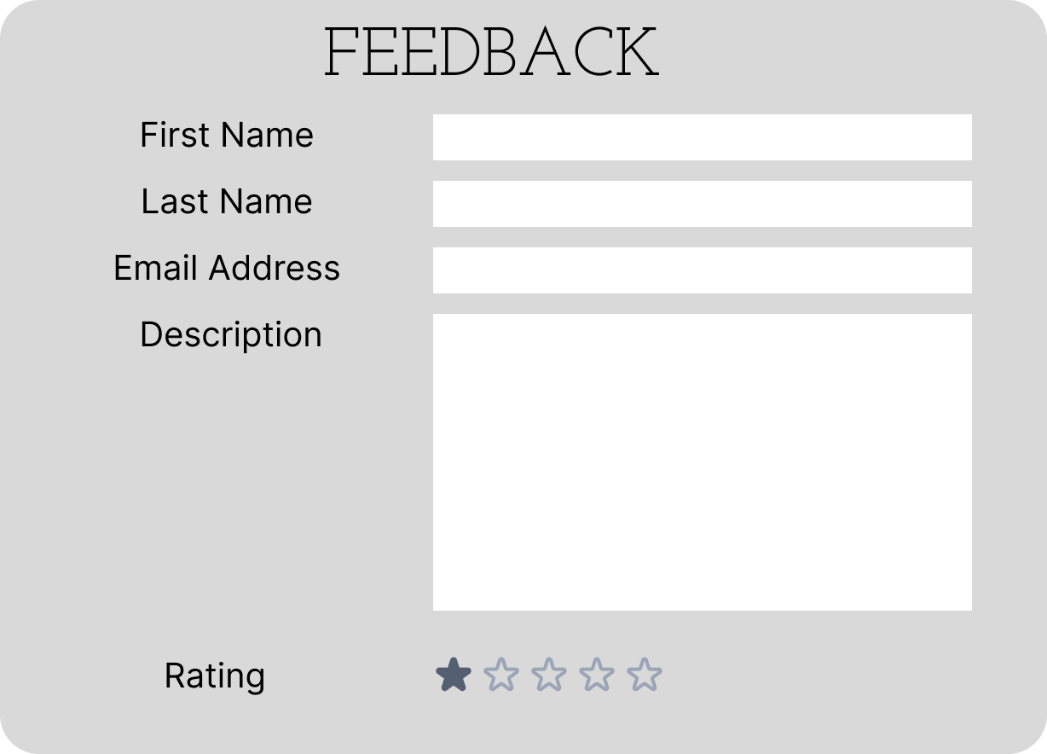 FEEDBACK
First Name
Last Name
Email Address
Description
Rating